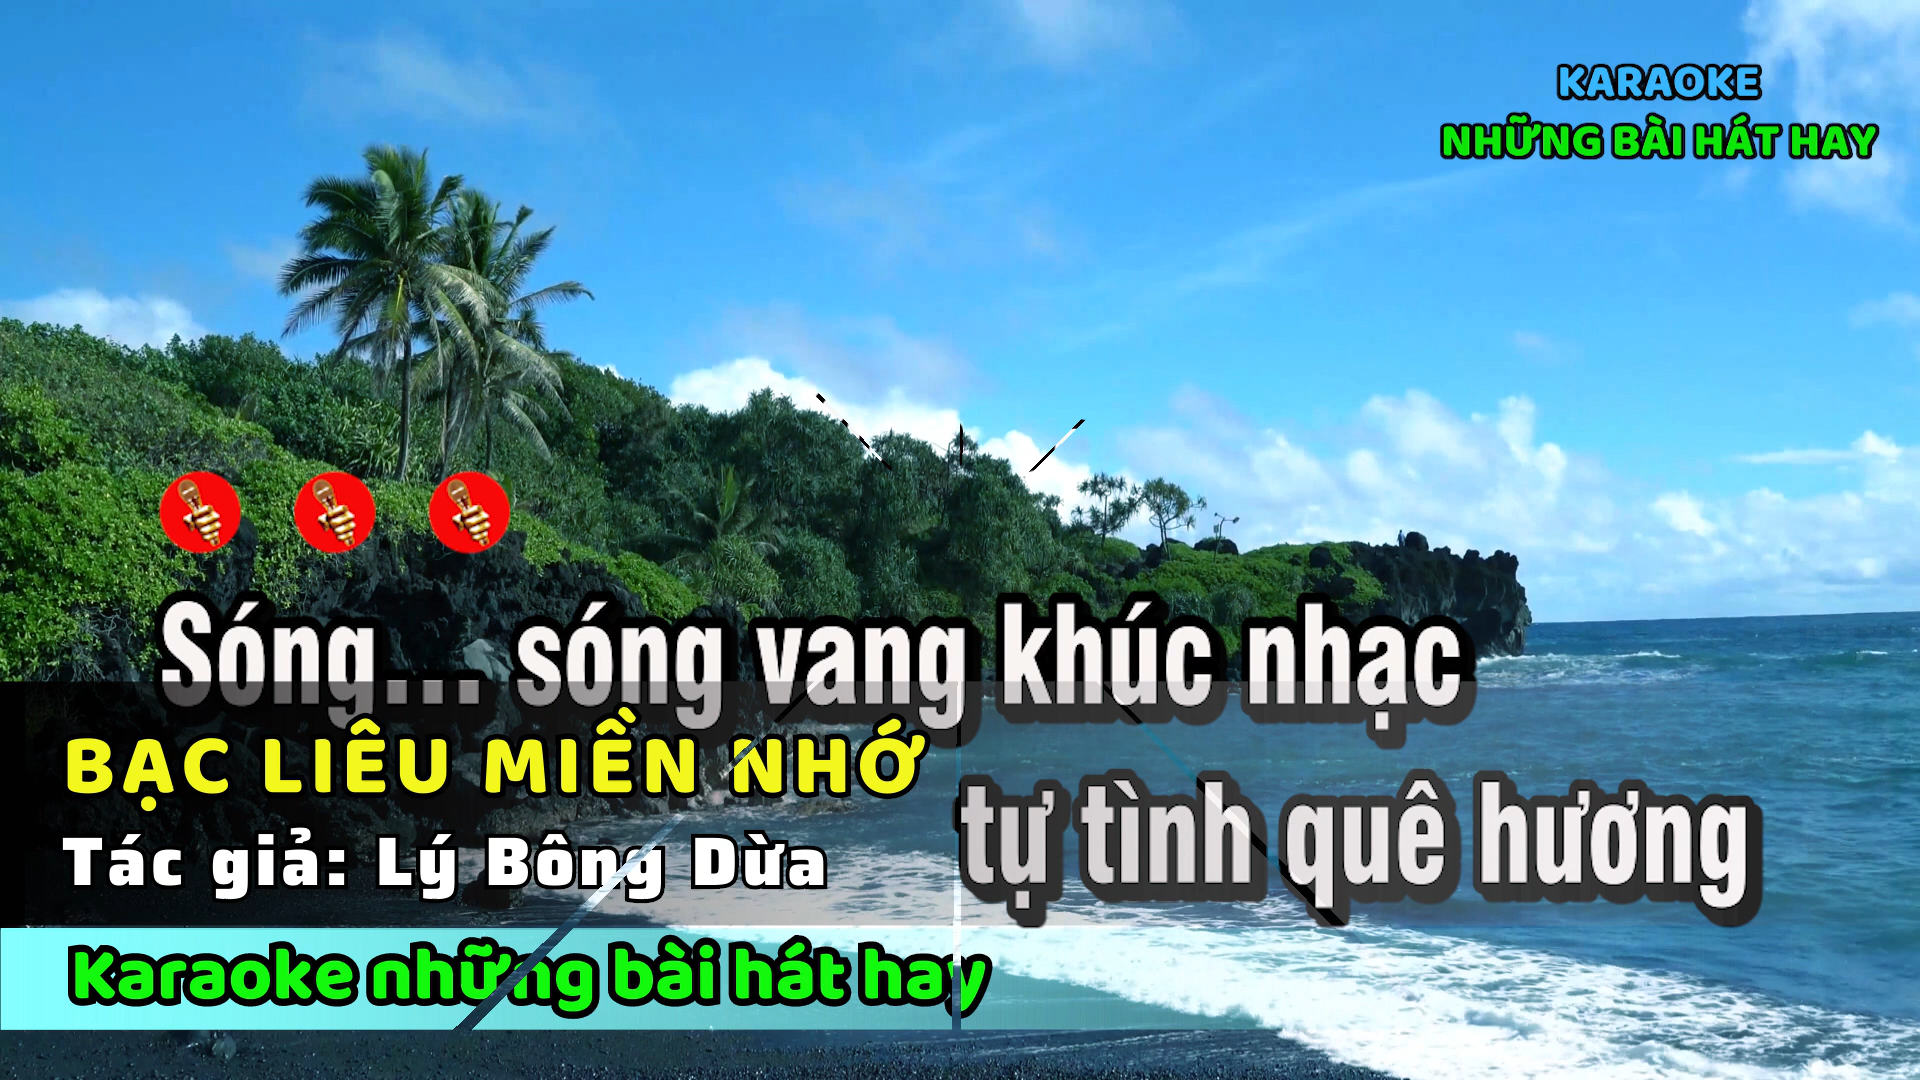 KARAOKE
NHỮNG BÀI HÁT HAY
Sóng... sóng vang khúc nhạc
BẠC LIÊU MIỀN NHỚ
tự tình quê hương
Tác giả: Lý Bông Dừa
Karaoke những bài hát hay